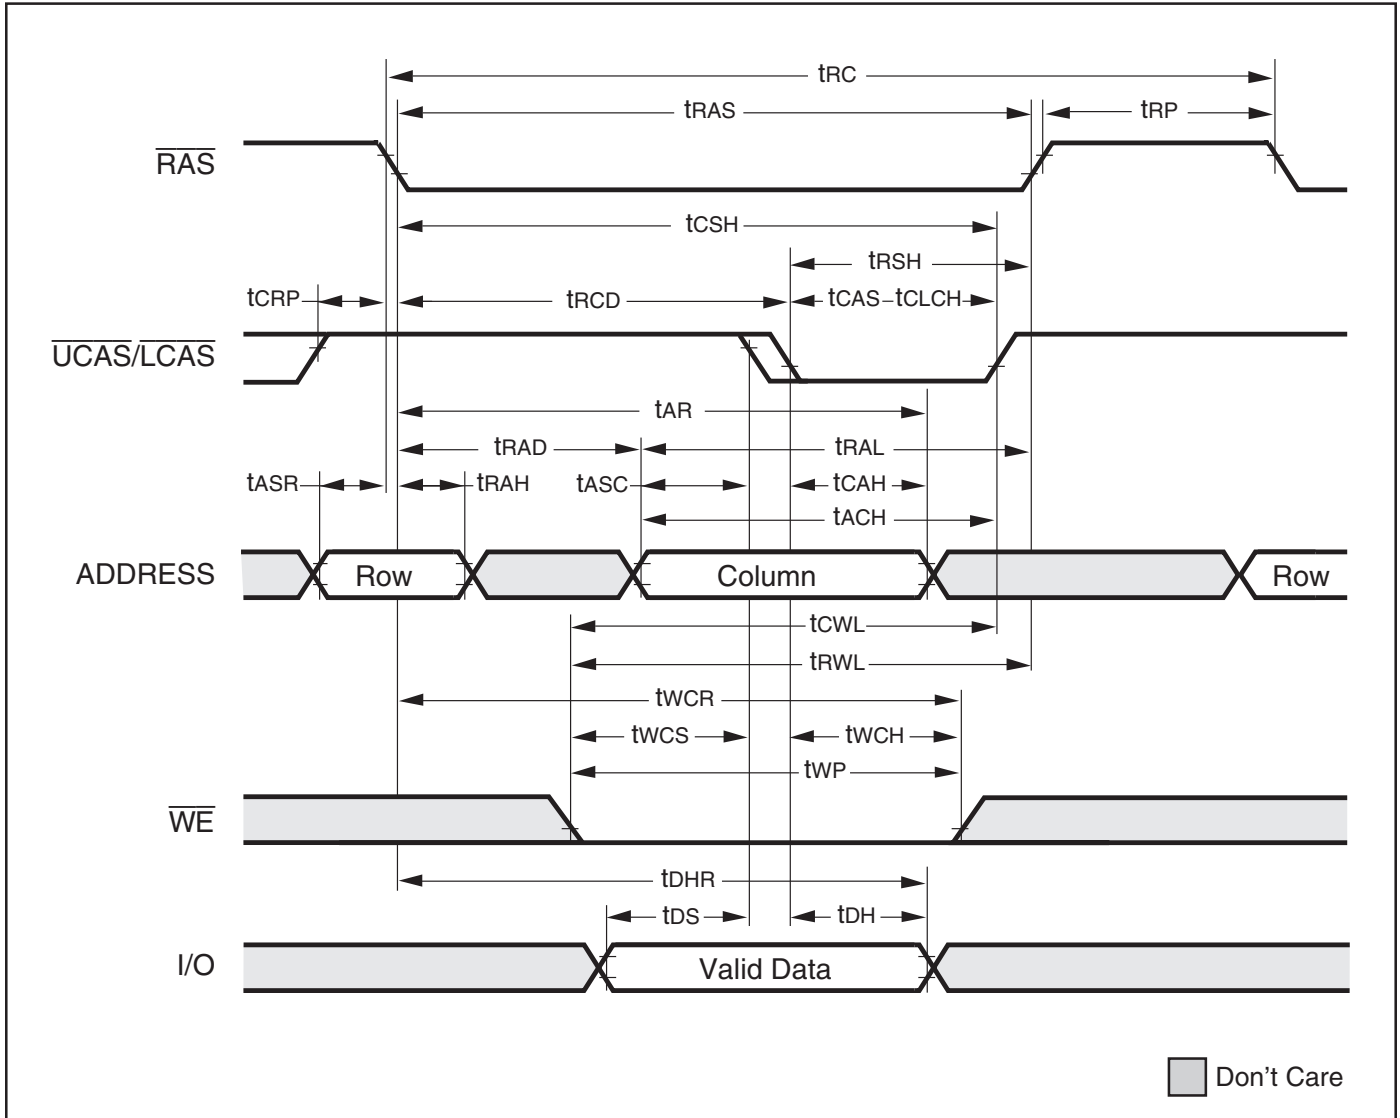 tRC
tRAS
tRP
RAS
tCSH
tRSH
tCRP
tRCD
tCAS–tCLCH
UCAS/LCAS
tAR
tRAD
tRAL
tASR
tRAH
tASC
tCAH
tACH
ADDRESS
Row
Column
Row
tCWL
tRWL
tWCR
tWCS
tWCH
tWP
WE
tDHR
tDS
tDH
I/O
Valid Data
Don't Care